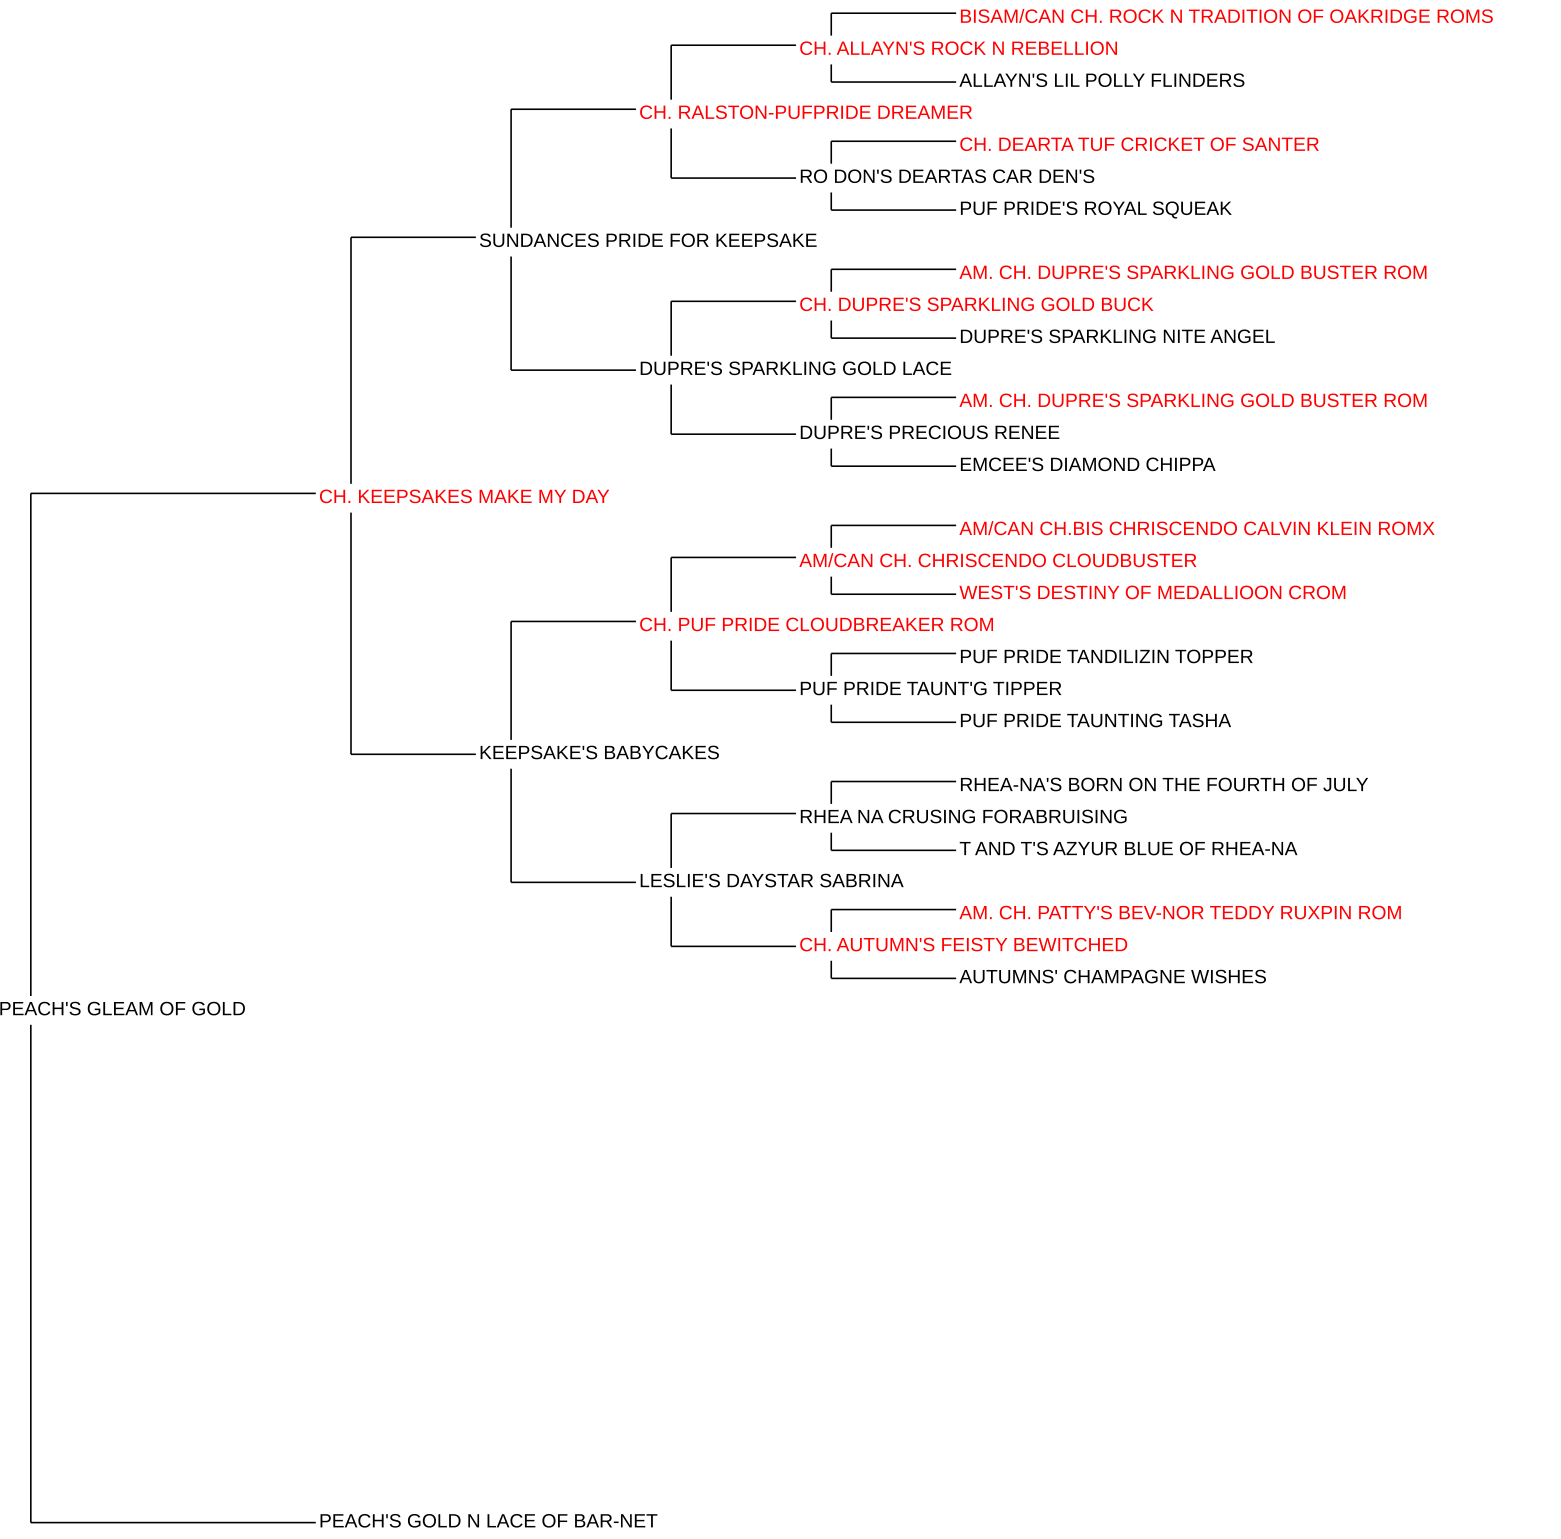 BISAM/CAN CH. ROCK N TRADITION OF OAKRIDGE ROMS
CH. ALLAYN'S ROCK N REBELLION
ALLAYN'S LIL POLLY FLINDERS
CH. RALSTON-PUFPRIDE DREAMER
CH. DEARTA TUF CRICKET OF SANTER
RO DON'S DEARTAS CAR DEN'S
PUF PRIDE'S ROYAL SQUEAK
SUNDANCES PRIDE FOR KEEPSAKE
AM. CH. DUPRE'S SPARKLING GOLD BUSTER ROM
CH. DUPRE'S SPARKLING GOLD BUCK
DUPRE'S SPARKLING NITE ANGEL
DUPRE'S SPARKLING GOLD LACE
AM. CH. DUPRE'S SPARKLING GOLD BUSTER ROM
DUPRE'S PRECIOUS RENEE
EMCEE'S DIAMOND CHIPPA
CH. KEEPSAKES MAKE MY DAY
AM/CAN CH.BIS CHRISCENDO CALVIN KLEIN ROMX
AM/CAN CH. CHRISCENDO CLOUDBUSTER
WEST'S DESTINY OF MEDALLIOON CROM
CH. PUF PRIDE CLOUDBREAKER ROM
PUF PRIDE TANDILIZIN TOPPER
PUF PRIDE TAUNT'G TIPPER
PUF PRIDE TAUNTING TASHA
KEEPSAKE'S BABYCAKES
RHEA-NA'S BORN ON THE FOURTH OF JULY
RHEA NA CRUSING FORABRUISING
T AND T'S AZYUR BLUE OF RHEA-NA
LESLIE'S DAYSTAR SABRINA
AM. CH. PATTY'S BEV-NOR TEDDY RUXPIN ROM
CH. AUTUMN'S FEISTY BEWITCHED
AUTUMNS' CHAMPAGNE WISHES
PEACH'S GLEAM OF GOLD
PEACH'S GOLD N LACE OF BAR-NET